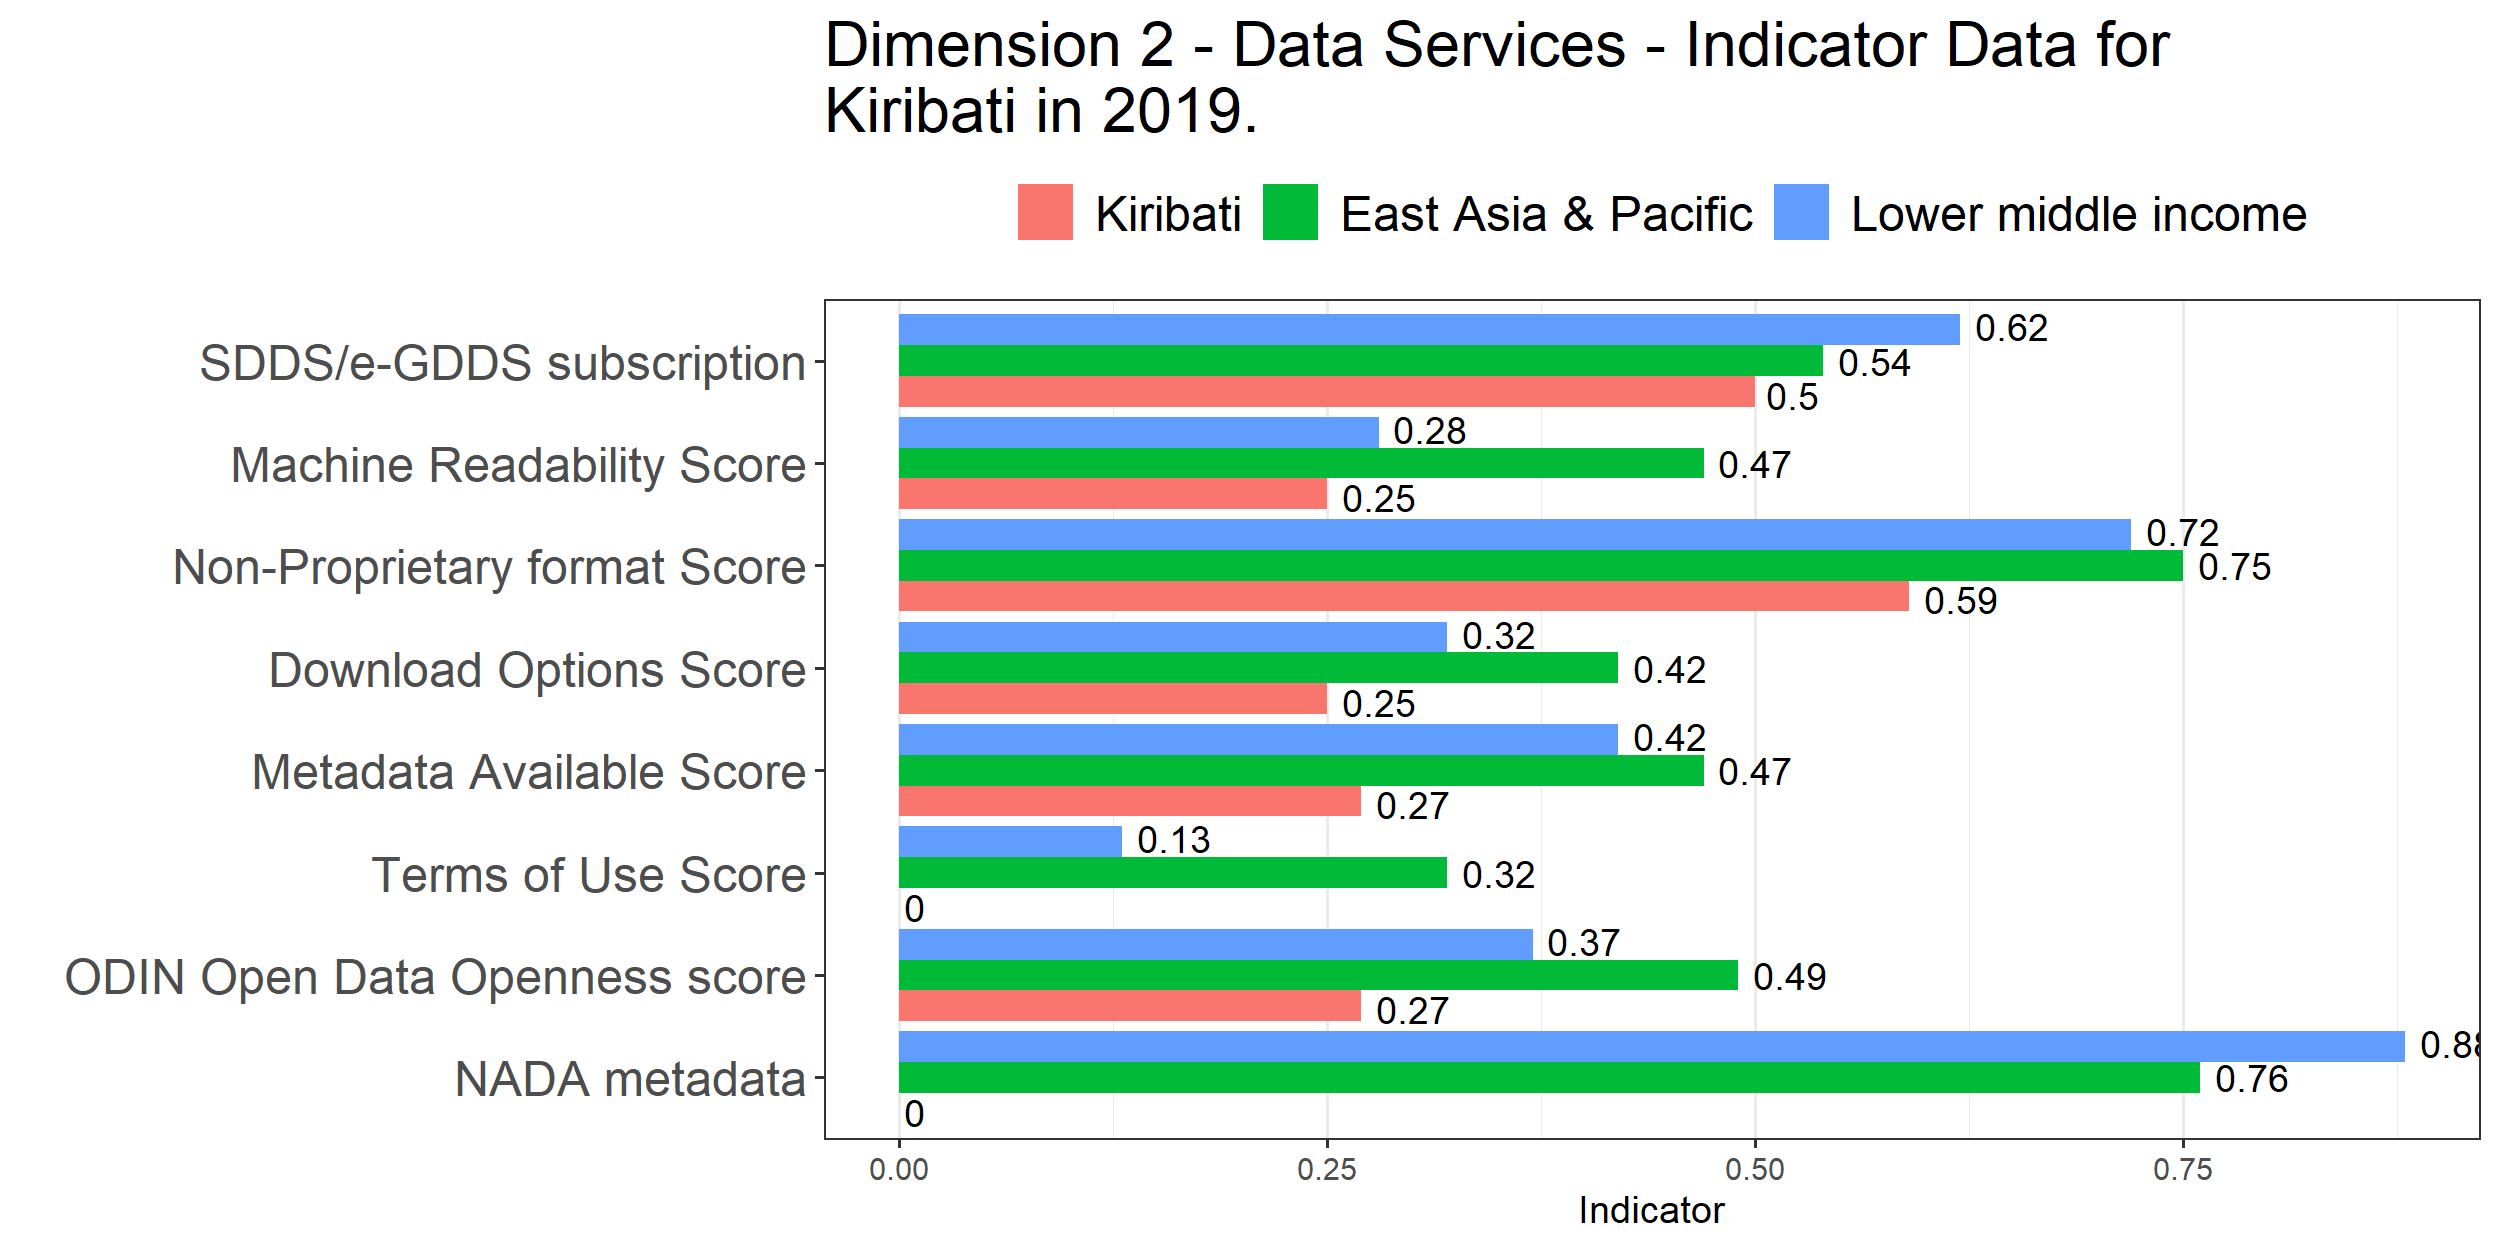 Dimension 2 - Data Services - Indicator Data for
Kiribati in 2019.
Kiribati East Asia & Pacific Lower middle income
SDDS/e-GDDS subscription
0.62
0.54
0.5
Machine Readability Score
0.28
0.47
0.25
Non-Proprietary format Score
0.72
0.75
0.59
Download Options Score
0.32
0.42
0.25
Metadata Available Score
0.42
0.47
0.27
Terms of Use Score
0.13
0.32
0
ODIN Open Data Openness score
0.37
0.49
0.27
NADA metadata
0.88
0.76
0
0.00 0.25 0.50 0.75
Indicator